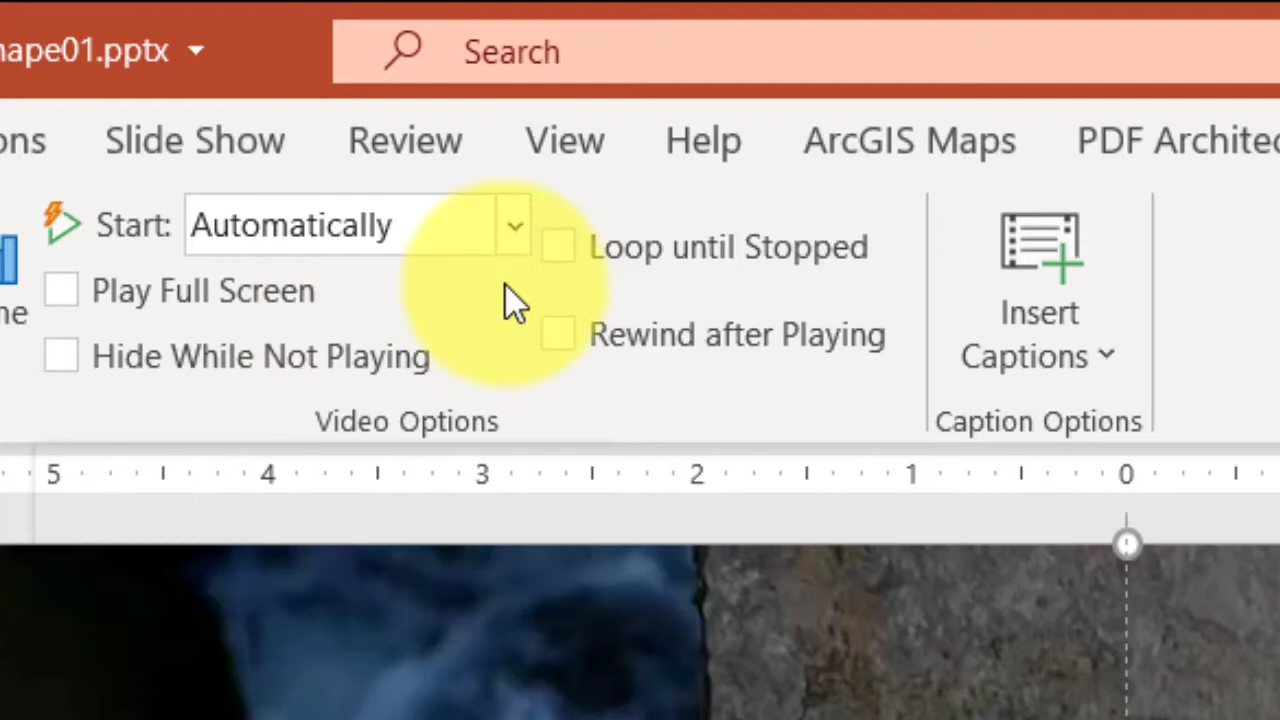 hape01.pptx
Search
ons Slide Show Review View Help ArcGIS Maps PDF Architec
Start: Automatically
Loop until Stopped
Play Full Screen
Rewind after Playing
Hide While Not Playing
ne
Insert
Captions
Video Options
Caption Options
5 4 3 2 1 0